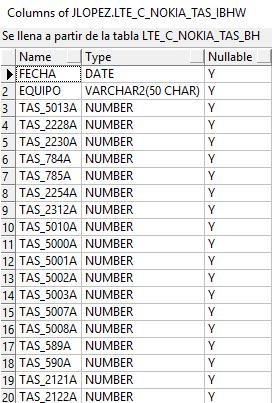 Columns of JLOPEZ.LTE_C_NOKIA_TAS_IBHW
Se llena a partir de la tabla LTE_C_NOKIA_TAS_BH
Name Type Nullable
FECHA DATE Y
2 EQUIPO VARCHAR2(50 CHAR) Y
3 TAS_5013A NUMBER Y
4 TAS_2228A NUMBER Y
5 TAS_2230A NUMBER Y
6 TAS_784A NUMBER Y
7 TAS_785A NUMBER Y
8 TAS_2254A NUMBER Y
9 TAS_2312A NUMBER Y
10 TAS_5010A NUMBER Y
11 TAS_5000A NUMBER Y
12 TAS_5001A NUMBER Y
13 TAS_5002A NUMBER Y
14 TAS_5003A NUMBER Y
15 TAS_5007A NUMBER Y
16 TAS_5008A NUMBER Y
17 TAS_589A NUMBER Y
18 TAS_590A NUMBER Y
19 TAS_2121A NUMBER Y
20 TAS_2122A NUMBER Y